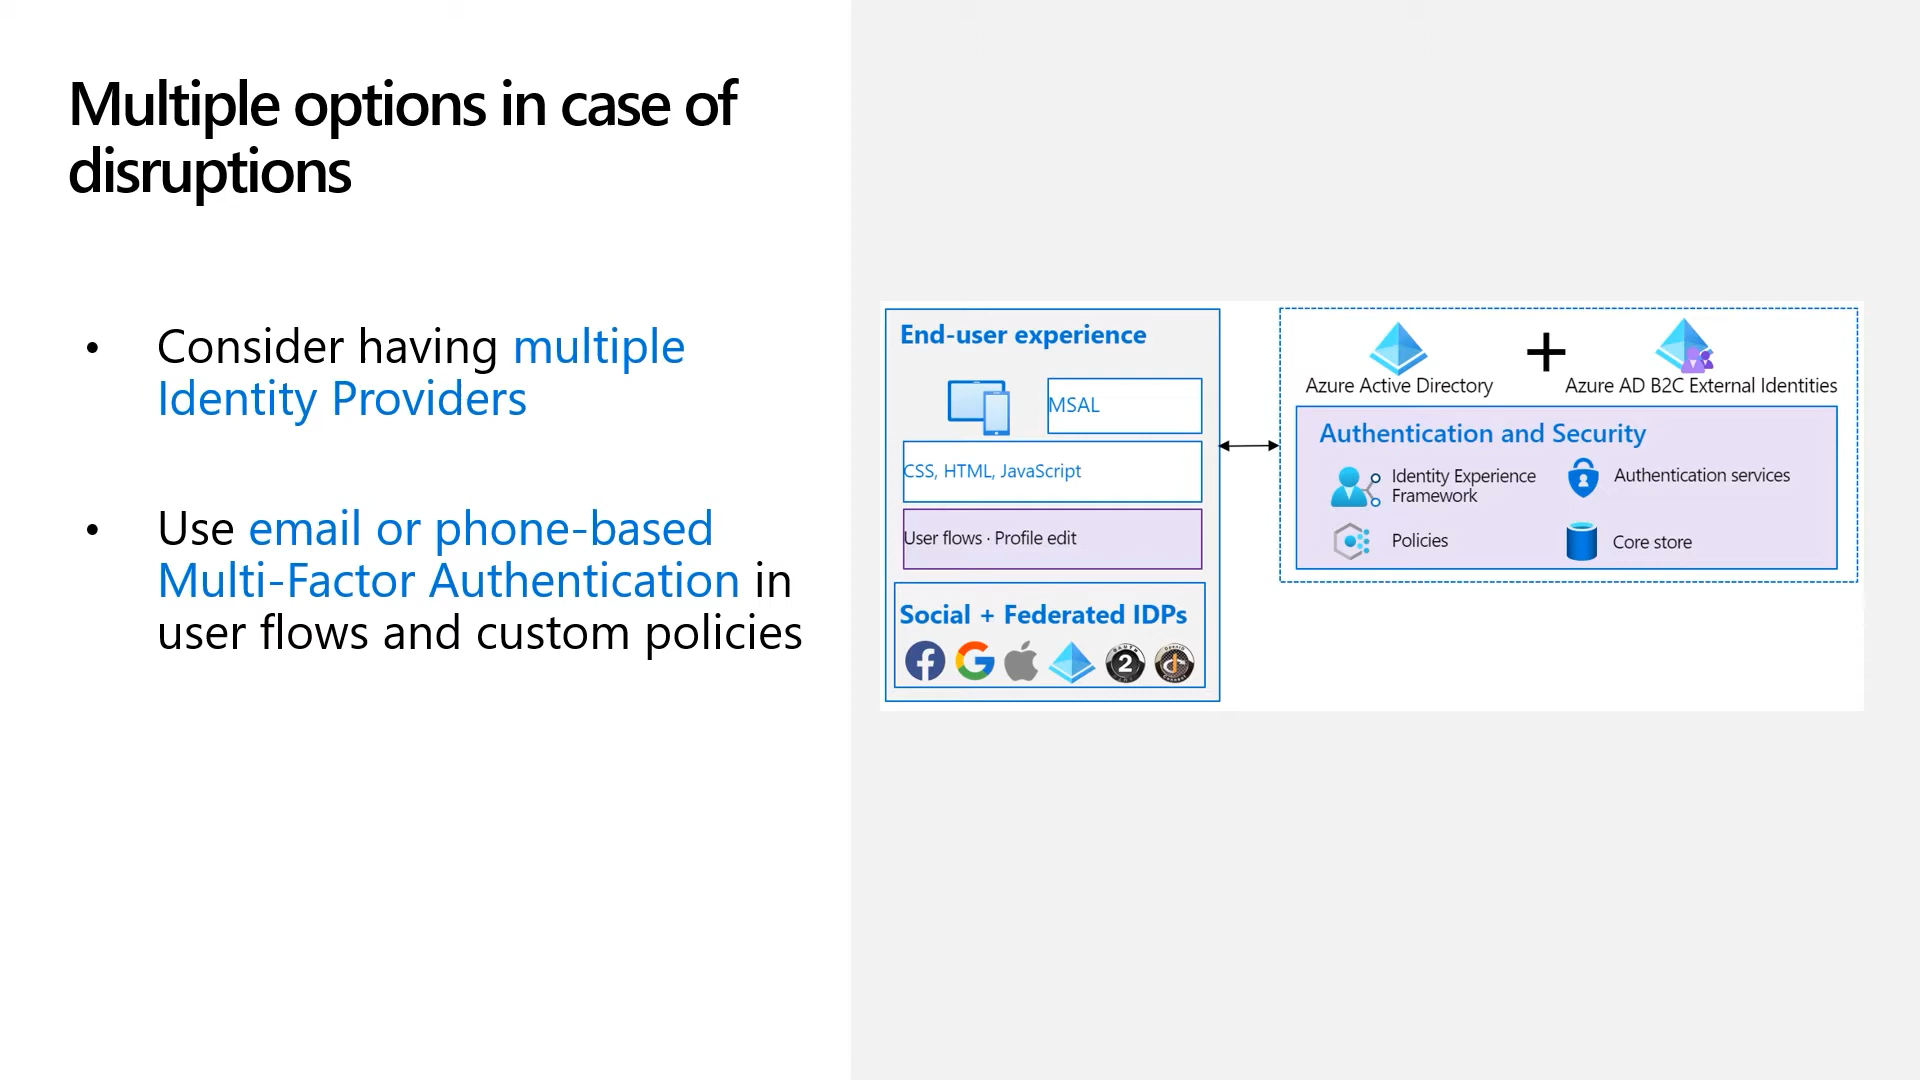 Multiple options in case of
disruptions
• Consider having multiple
Identity Providers
• Use email or phone-based
Multi-Factor Authentication in
user flows and custom policies
End-user experience
MSAL
CSS, HTML, JavaScript
User flows · Profile edit
Social + Federated IDPs
2
+
Azure Active Directory
Azure AD B2C External Identities
Authentication and Security
Identity Experience
Framework
Authentication services
Policies
Core store